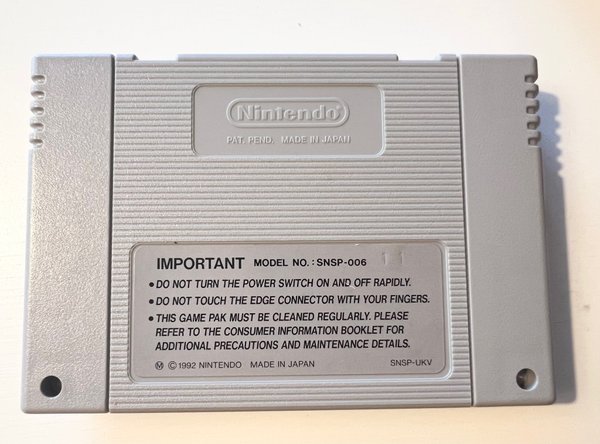 Nintendo®
PAT. PEND. MADE IN JAPAN
IMPORTANT MODEL NO.: SNSP-006 11
• DO NOT TURN THE POWER SWITCH ON AND OFF RAPIDLY.
• DO NOT TOUCH THE EDGE CONNECTOR WITH YOUR FINGERS.
• THIS GAME PAK MUST BE CLEANED REGULARLY. PLEASE
REFER TO THE CONSUMER INFORMATION BOOKLET FOR
ADDITIONAL PRECAUTIONS AND MAINTENANCE DETAILS.
Ⓜ ©1992 NINTENDO MADE IN JAPAN SNSP-UKV